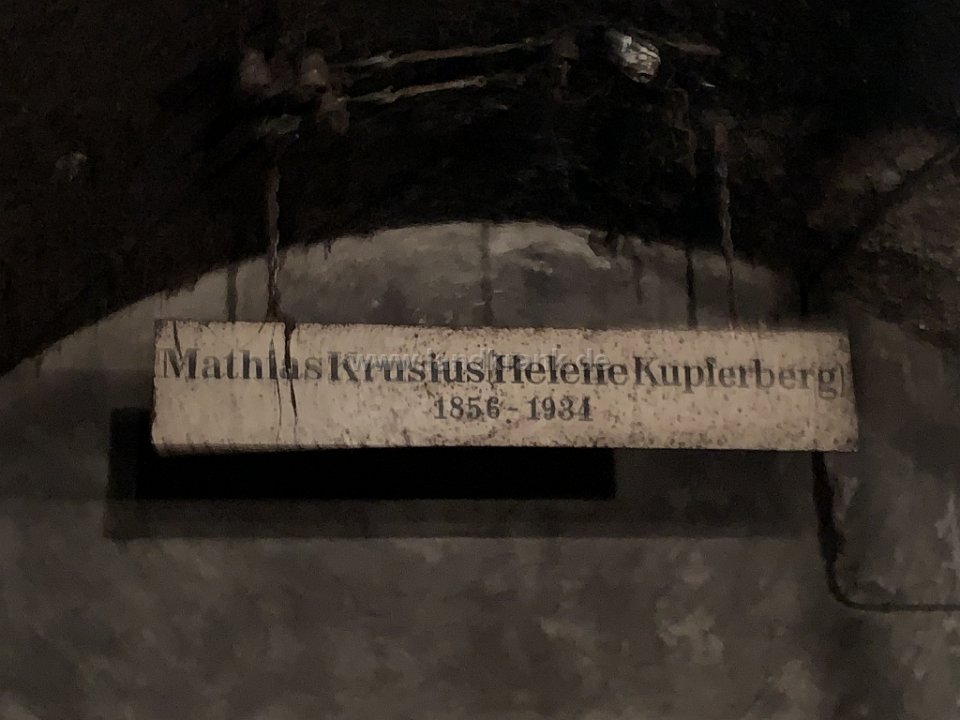 Mathias Krusius(Helene Kupferberg)
1856 - 1934